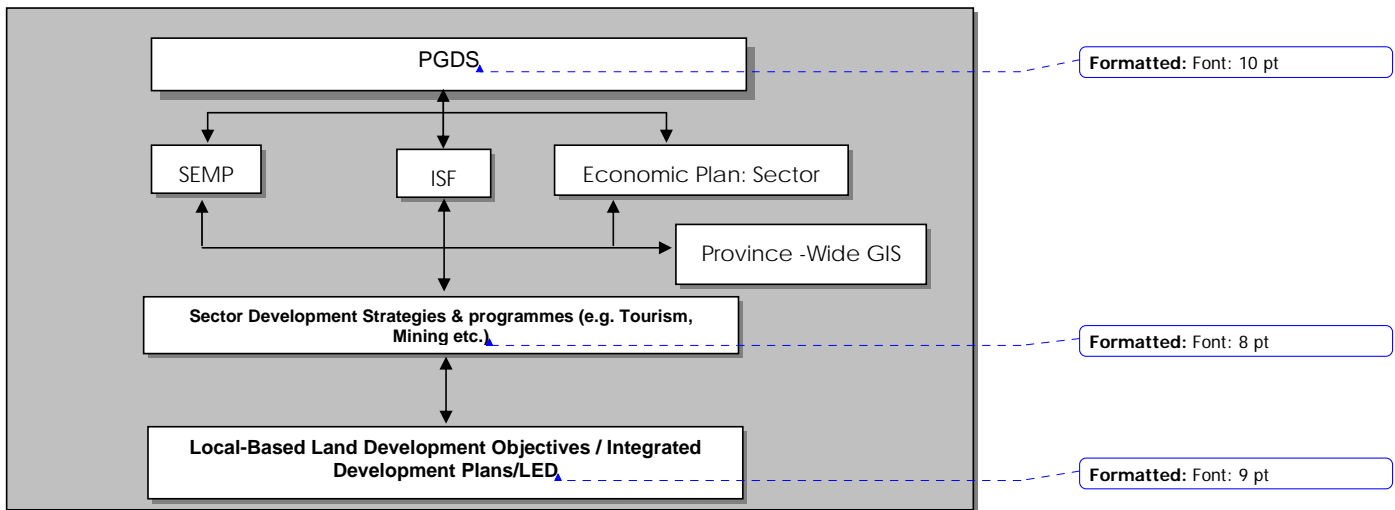 PGDS
Formatted: Font: 10 pt
SEMP
ISF
Economic Plan: Sector
Province -Wide GIS
Sector Development Strategies & programmes (e.g. Tourism,
Mining etc.)
Formatted: Font: 8 pt
Local-Based Land Development Objectives / Integrated
Development Plans/LED
Formatted: Font: 9 pt